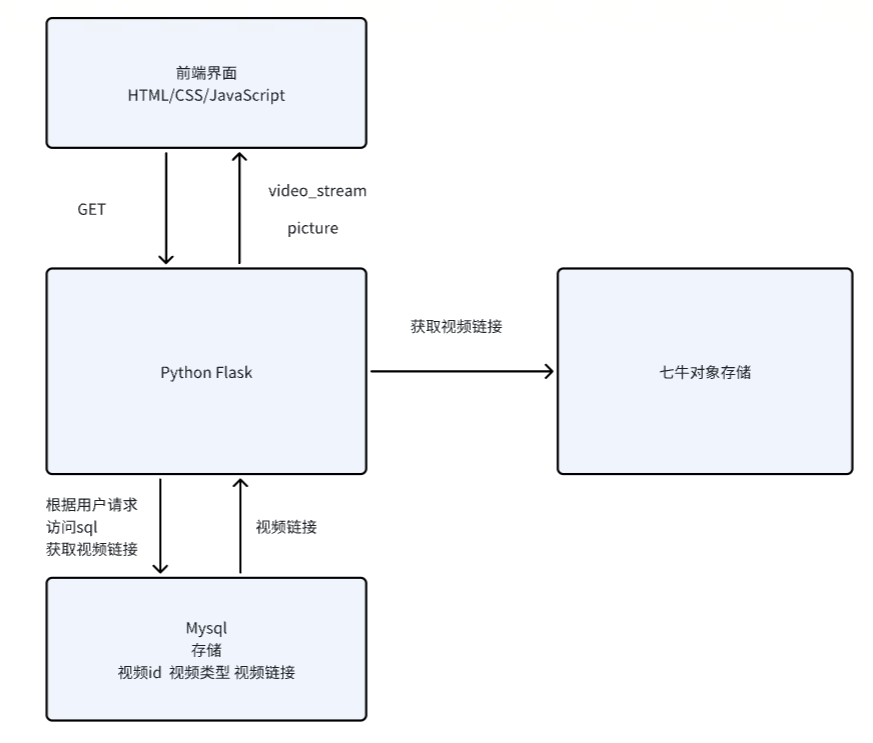 前端界面
HTML/CSS/JavaScript
GET
video_stream
picture
获取视频链接
Python Flask
七牛对象存储
根据用户请求
访问sql
获取视频链接
视频链接
Mysql
存储
视频id 视频类型 视频链接